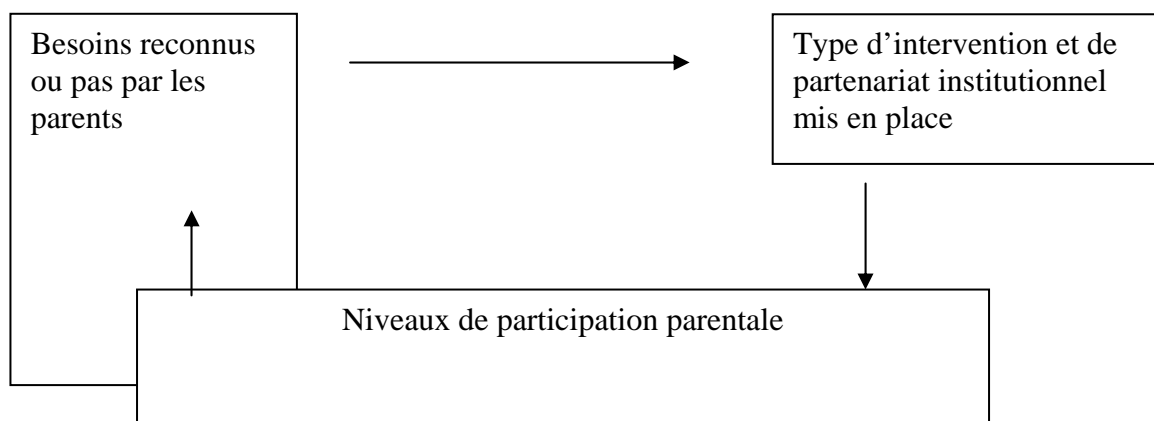 Besoins reconnus
ou pas par les
parents
Type d’intervention et de
partenariat institutionnel
mis en place
Niveaux de participation parentale